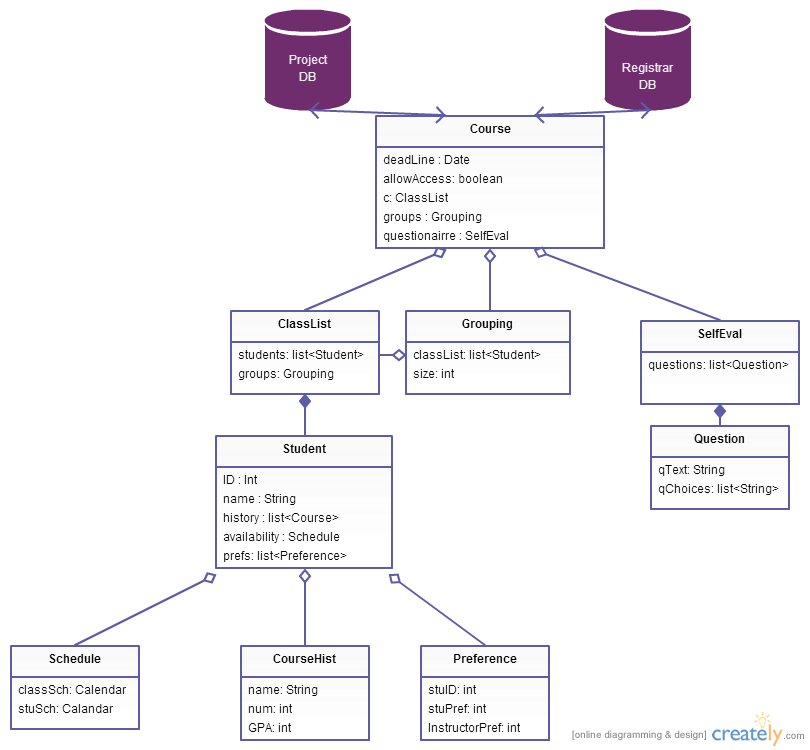 Project
DB
Registrar
DB
Course
deadLine : Date
allowAccess: boolean
c: ClassList
groups : Grouping
questionairre : SelfEval
ClassList
students: list<Student>
groups: Grouping
Grouping
classList: list<Student>
size: int
SelfEval
questions: list<Question>
Question
qText: String
qChoices: list<String>
Student
ID : Int
name : String
history : list<Course>
availability : Schedule
prefs: list<Preference>
Schedule
classSch: Calendar
stuSch: Calandar
CourseHist
name: String
num: int
GPA: int
Preference
stuID: int
stuPref: int
InstructorPref: int
[online diagramming & design] creately.com